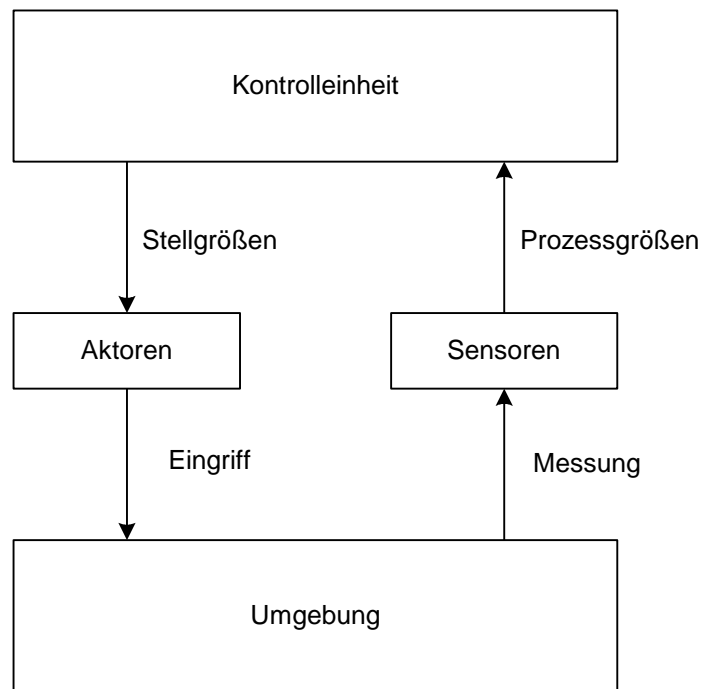 Kontrolleinheit
Stellgrößen
Prozessgrößen
Aktoren
Sensoren
Eingriff
Messung
Umgebung